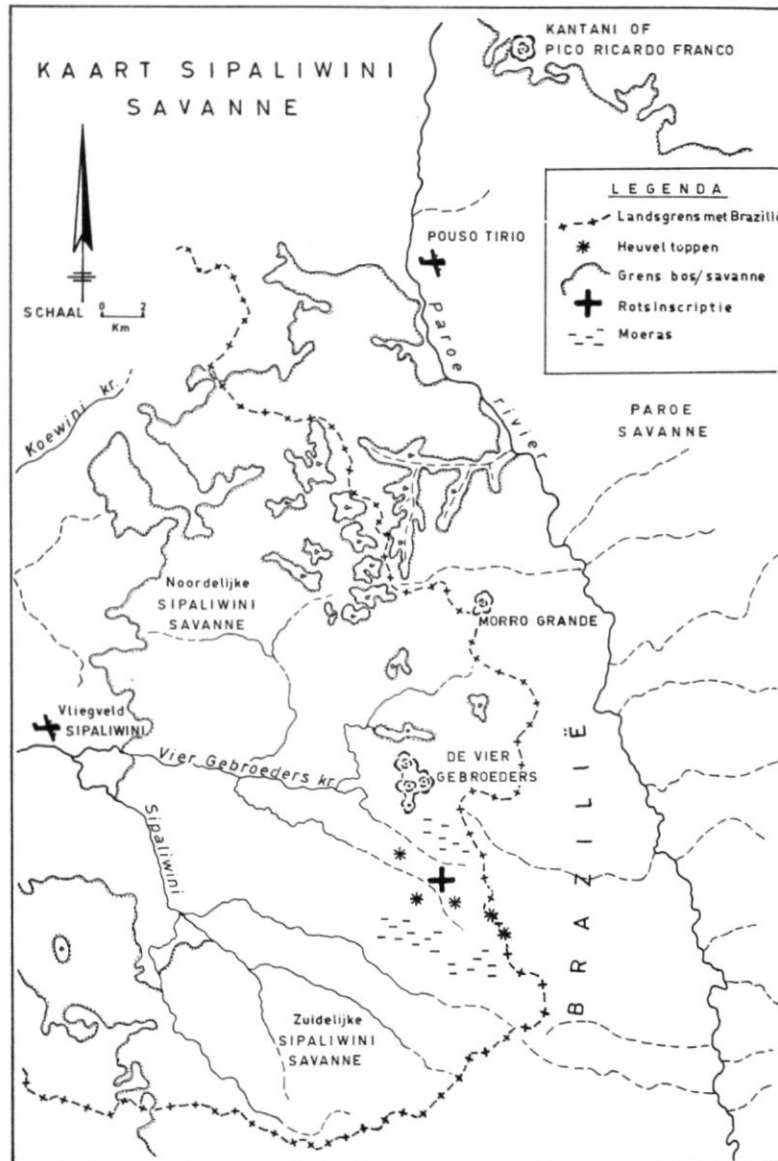 KAART SIPALIWINI
SAVANNE
KANTANI OF
PICO RICARDO FRANCO
SCHAAL 0 2
Km
LEGENDA
Landsgrens met Brazilië
Heuveltoppen
Grens bos/savanne
Rotsinscriptie
Moeras
POUSO TIRIO
Paroe
rivier
PAROE
SAVANNE
Koewini kr.
Noordelijke
SIPALIWINI
SAVANNE
MORRO GRANDE
Vliegveld
SIPALIWINI
Vier Gebroeders kr.
DE VIER
GEBROEDERS
Sipaliwini
BRAZILIË
Zuidelijke
SIPALIWINI
SAVANNE